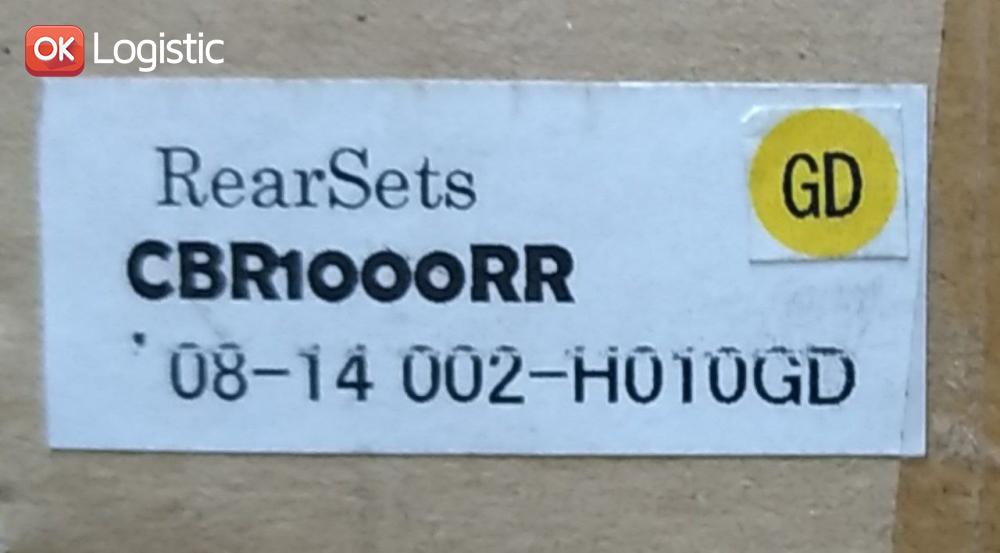 OK Logistic
RearSets
GD
CBR1000RR
'08-14 002-H010GD